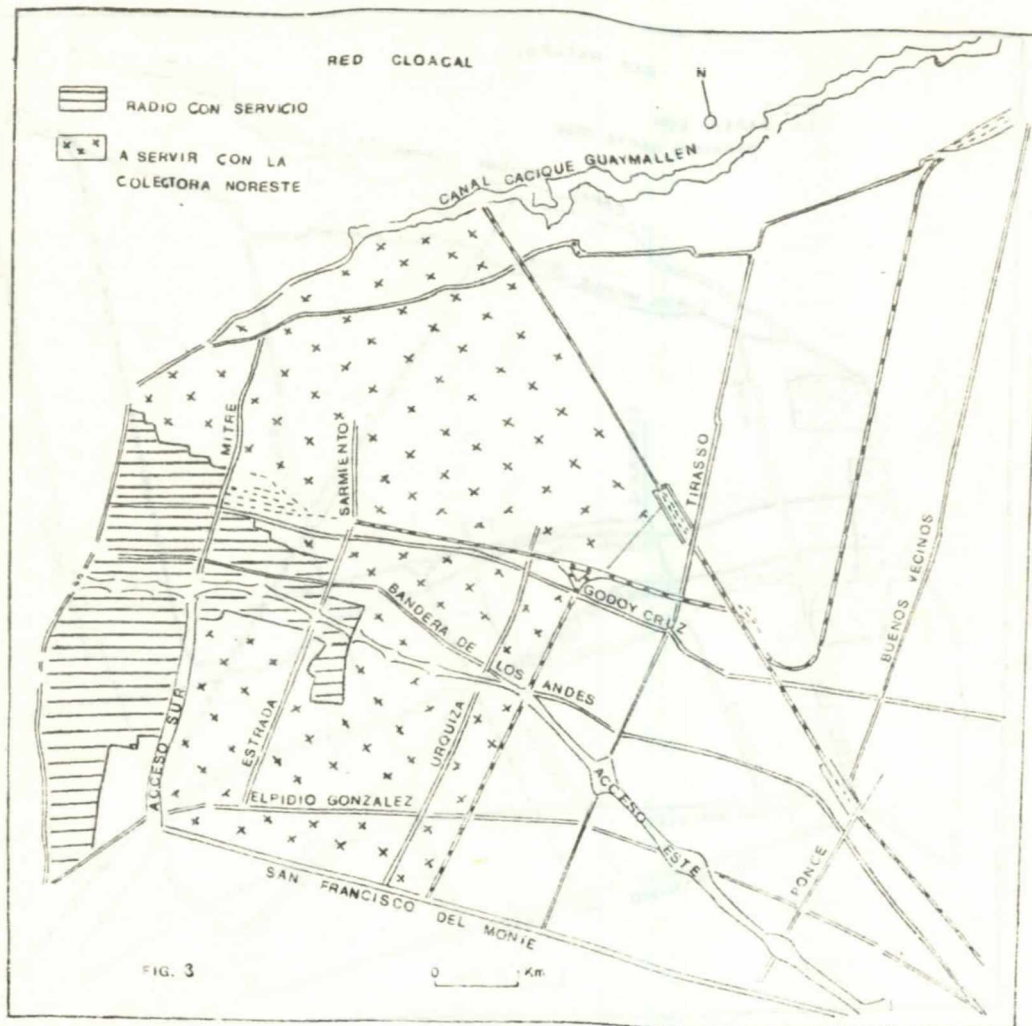 RED CLOACAL
N
RADIO CON SERVICIO
A SERVIR CON LA
COLECTORA NORESTE
CANAL CACIQUE GUAYMALLEN
MITRE
SARMIENTO
TIRASSO
BUENOS VECINOS
GODOY CRUZ
BANDERA DE LOS ANDES
ACCESO SUR
ESTRADA
URQUIZA
ELPIDIO GONZALEZ
ACCESO ESTE
PONCE
SAN FRANCISCO DEL MONTE
FIG. 3
0 Km